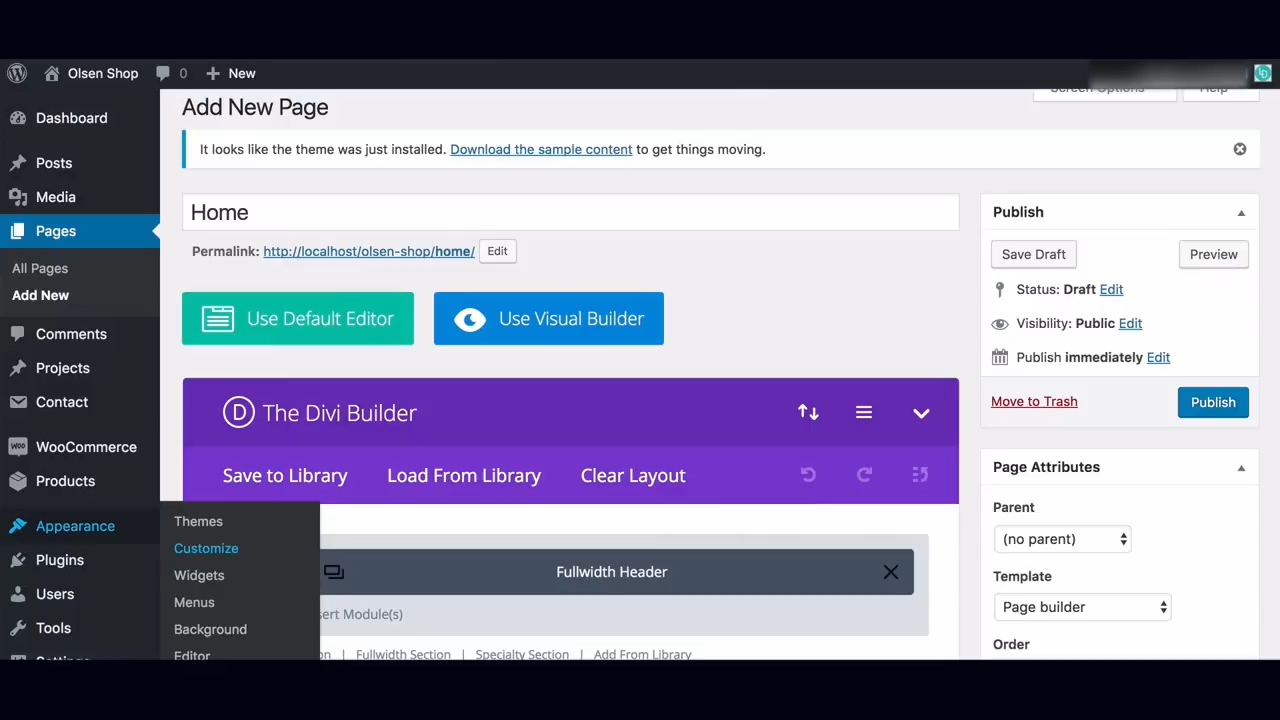 Olsen Shop 0 New
Screen Options Help
Add New Page
Dashboard
It looks like the theme was just installed. Download the sample content to get things moving.
Posts
Media
Pages
All Pages
Add New
Comments
Projects
Contact
WooCommerce
Products
Appearance
Plugins
Users
Tools
Themes
Customize
Widgets
Menus
Background
Editor
Home
Permalink: http://localhost/olsen-shop/home/ Edit
Use Default Editor
Use Visual Builder
D The Divi Builder
Save to Library Load From Library Clear Layout
Fullwidth Header
sert Module(s)
on | Fullwidth Section | Specialty Section | Add From Library
Publish
Save Draft Preview
Status: Draft Edit
Visibility: Public Edit
Publish immediately Edit
Move to Trash Publish
Page Attributes
Parent
(no parent)
Template
Page builder
Order